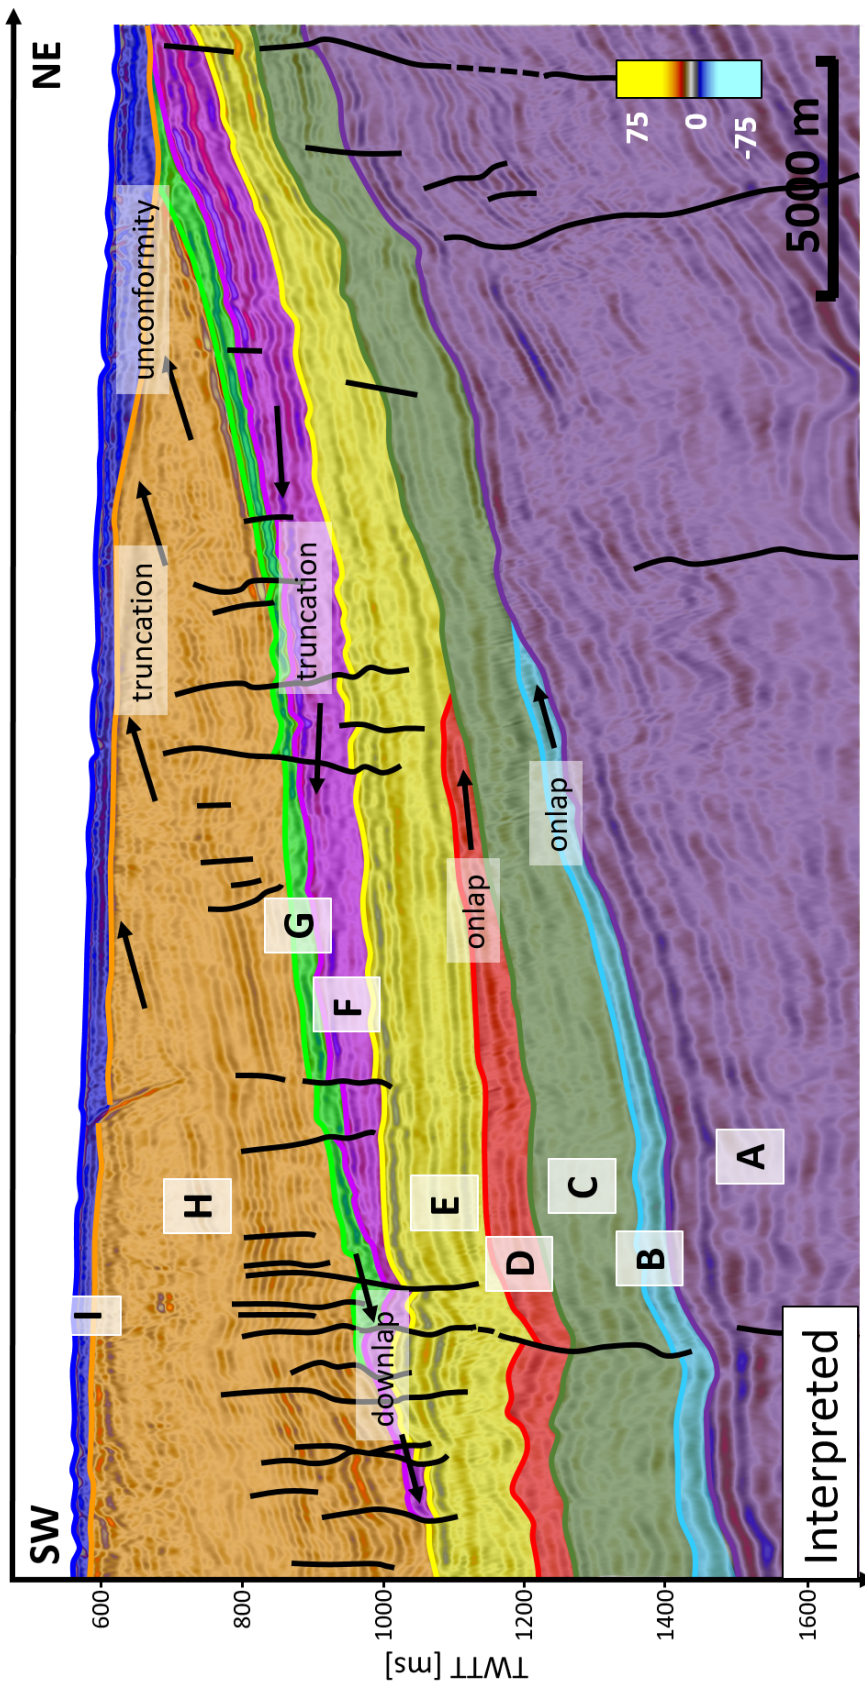 SW
NE
I
unconformity
truncation
H
truncation
G
F
downlap
E
onlap
D
onlap
C
B
A
TWTT [ms]
600
800
1000
1200
1400
1600
75
0
-75
5000 m
Interpreted